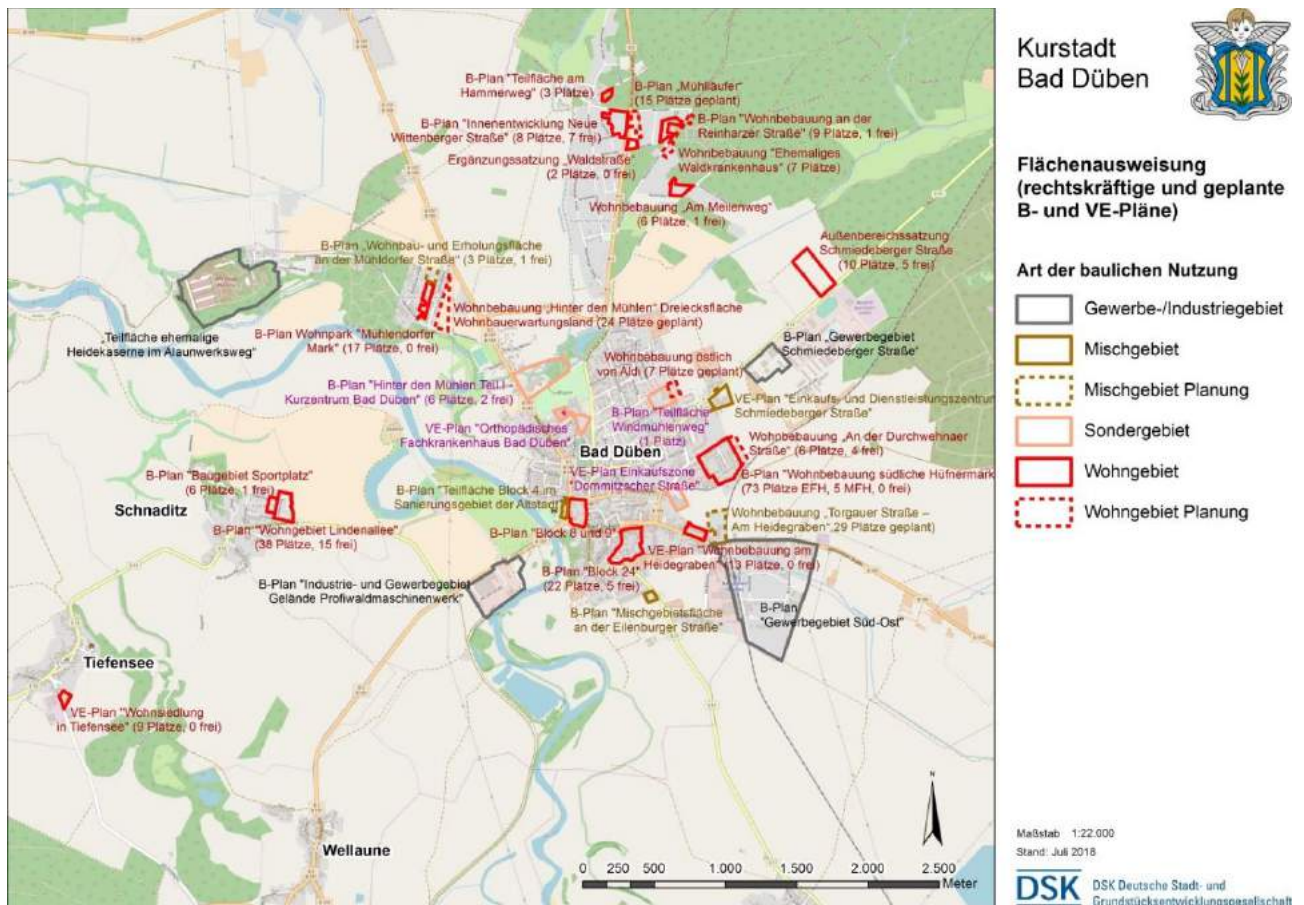 B-Plan "Teilfläche am
Hammerweg" (3 Plätze)
B-Plan „Mühlläufer"
(15 Plätze geplant)
B-Plan "Innenentwicklung Neue
Wittenberger Straße" (8 Plätze, 7 frei)
B-Plan "Wohnbebauung an der
Reinharzer Straße" (9 Plätze, 1 frei)
Ergänzungssatzung „Waldstraße"
(2 Plätze, 0 frei)
Wohnbebauung "Ehemaliges
Waldkrankenhaus" (7 Plätze)
Wohnbebauung „Am Meilenweg"
(6 Plätze, 1 frei)
Außenbereichssatzung
Schmiedeberger Straße
(10 Plätze, 5 frei)
B-Plan „Wohnbau- und Erholungsfläche
an der Mühldorfer Straße" (3 Plätze, 1 frei)
Wohnbebauung „Hinter den Mühlen" Dreiecksfläche
Wohnbauerwartungsland (24 Plätze geplant)
„Teilfläche ehemalige
Heidekaserne im Alaunwerksweg"
B-Plan Wohnpark "Mühlendorfer
Mark" (17 Plätze, 0 frei)
B-Plan „Gewerbegebiet
Schmiedeberger Straße"
Wohnbebauung östlich
von Aldi (7 Plätze geplant)
B-Plan "Hinter den Mühlen Teil I -
Kurzentrum Bad Düben" (6 Plätze, 2 frei)
VE-Plan "Einkaufs- und Dienstleistungszentrum
Schmiedeberger Straße"
B-Plan "Teilfläche
Windmühlenweg"
(1 Platz)
VE-Plan "Orthopädisches
Fachkrankenhaus Bad Düben"
Bad Düben
Wohnbebauung „An der Durchwehnaer
Straße" (6 Plätze, 4 frei)
VE-Plan Einkaufszone
"Dommitzscher Straße"
B-Plan "Wohnbebauung südliche Hüfnermark"
(73 Plätze EFH, 5 MFH, 0 frei)
B-Plan "Baugebiet Sportplatz"
(6 Plätze, 1 frei)
Schnaditz
B-Plan "Teilfläche Block 4 im
Sanierungsgebiet der Altstadt"
B-Plan "Wohngebiet Lindenallee"
(38 Plätze, 15 frei)
B-Plan "Block 8 und 9"
Wohnbebauung „Torgauer Straße –
Am Heidegraben" 29 Plätze geplant)
VE-Plan "Wohnbebauung am
Heidegraben" (13 Plätze, 0 frei)
B-Plan "Block 24"
(22 Plätze, 5 frei)
B-Plan "Industrie- und Gewerbegebiet
Gelände Profiwaldmaschinenwerk"
B-Plan "Mischgebietsfläche
an der Eilenburger Straße"
B-Plan
"Gewerbegebiet Süd-Ost"
Tiefensee
VE-Plan "Wohnsiedlung
in Tiefensee" (9 Plätze, 0 frei)
Wellaune
N
0 250 500 1.000 1.500 2.000 2.500
Meter
Kurstadt
Bad Düben
Flächenausweisung
(rechtskräftige und geplante
B- und VE-Pläne)
Art der baulichen Nutzung
Gewerbe-/Industriegebiet
Mischgebiet
Mischgebiet Planung
Sondergebiet
Wohngebiet
Wohngebiet Planung
Maßstab 1:22.000
Stand: Juli 2018
DSK DSK Deutsche Stadt- und
Grundstücksentwicklungsgesellschaft